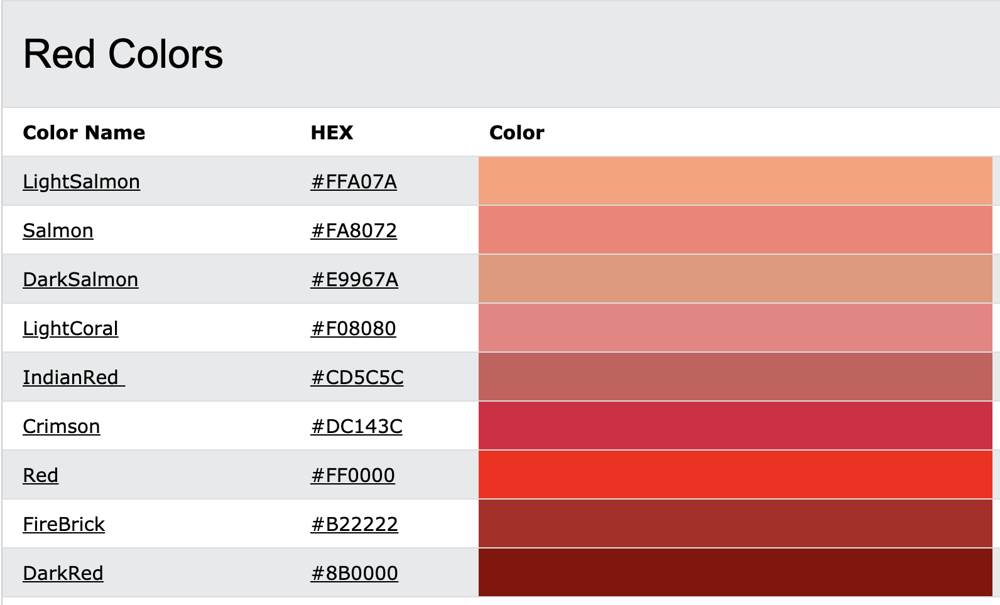 Red Colors
Color Name HEX Color
LightSalmon #FFA07A
Salmon #FA8072
DarkSalmon #E9967A
LightCoral #F08080
IndianRed #CD5C5C
Crimson #DC143C
Red #FF0000
FireBrick #B22222
DarkRed #8B0000